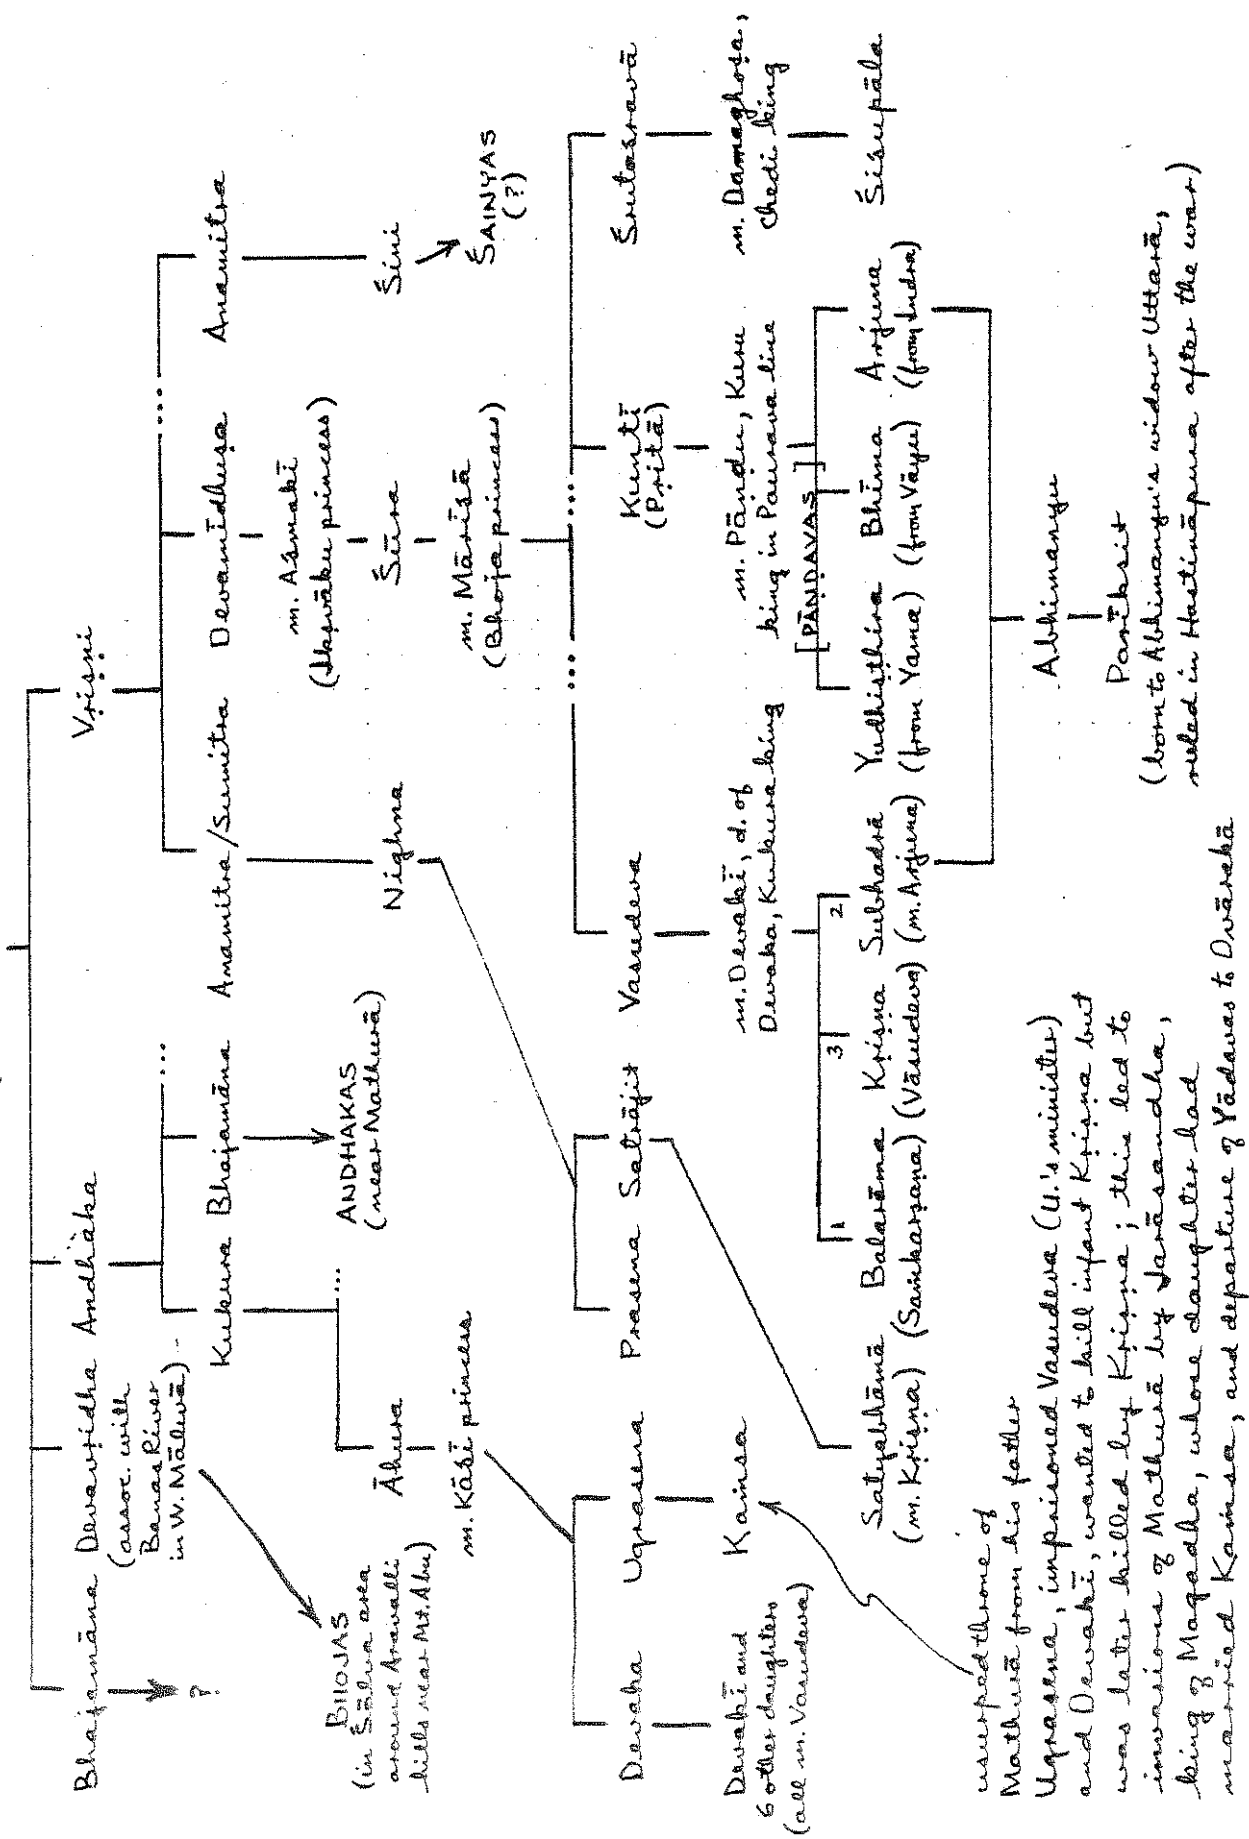 Bhajamāna Devavṛidha Andhaka Vṛiṣṇi
(assoc. with
Banas River
in W. Mālwā)
?
Kukura Bhajamāna ... Anamitra/Sumitra Devamīdhuṣa ... Anamitra
BHOJAS
(in Śālva area
around Aravalli
hills near Mt. Abu)
Āhuka ...
m. Kāśi princess
ANDHAKAS
(near Mathurā)
Nighna
m. Aśmakī
(Ikṣvāku princess)
Śūra
m. Māriṣā
(Bhoja princess)
Śini
ŚAINYAS
(?)
... ...
Devaka Ugrasena Prasena Satrājit Vasudeva Kuntī Śrutaśravā
(Pṛithā)
Devakī and
6 other daughters
(all m. Vasudeva)
Kaṁsa
m. Devakī, d. of
Devaka, Kukura king
m. Pāṇḍu, Kuru
king in Paurava line
m. Damaghoṣa,
Chedi king
[PĀṆḌAVAS]
1 3 2
Satyabhāmā Balarāma Kṛiṣṇa Subhadrā Yudhiṣṭhira Bhīma Arjuna Śiśupāla
(m. Kṛiṣṇa) (Saṁkarṣaṇa) (Vāsudeva) (m. Arjuna) (from Yama) (from Vāyu) (from Indra)
Abhimanyu
Parīkṣit
(born to Abhimanyu's widow Uttarā,
ruled in Hastināpura after the war)
usurped throne of
Mathurā from his father
Ugrasena, imprisoned Vasudeva (U.'s minister)
and Devakī, wanted to kill infant Kṛiṣṇa but
was later killed by Kṛiṣṇa; this led to
invasions of Mathurā by Jarāsandha,
king of Magadha, whose daughter had
married Kaṁsa, and departure of Yādavas to Dvārakā